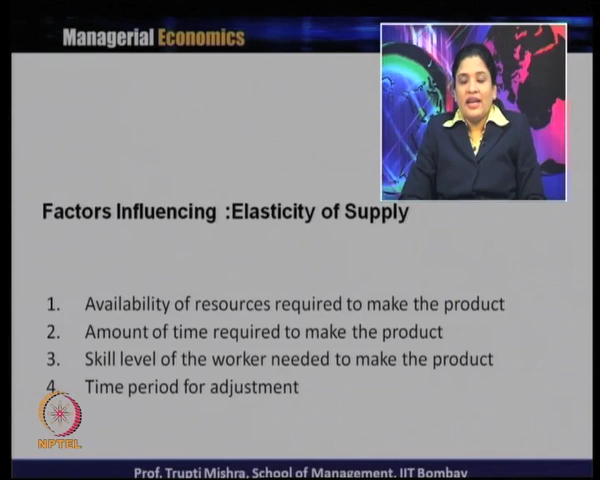 Managerial Economics
Factors Influencing :Elasticity of Supply
1. Availability of resources required to make the product
2. Amount of time required to make the product
3. Skill level of the worker needed to make the product
4. Time period for adjustment
NPTEL
Prof. Trupti Mishra, School of Management, IIT Bombay